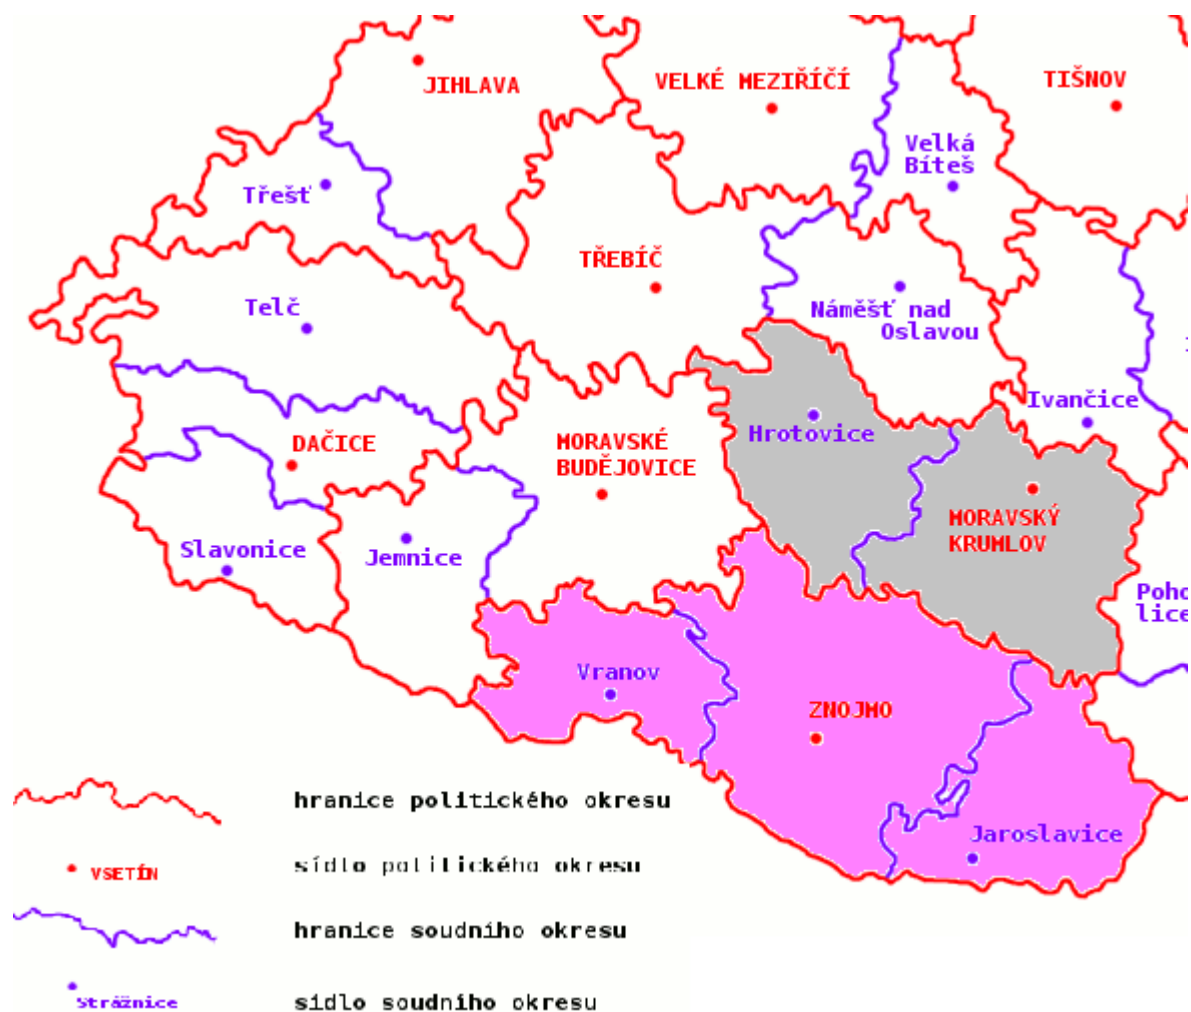 JIHLAVA
VELKÉ MEZIŘÍČÍ
TIŠNOV
Velká
Bíteš
Třešť
TŘEBÍČ
Telč
Náměšť nad
Oslavou
Ivančice
Hrotovice
DAČICE
MORAVSKÉ
BUDĚJOVICE
MORAVSKÝ
KRUMLOV
Slavonice
Jemnice
Poho
lice
Vranov
ZNOJMO
Jaroslavice
hranice politického okresu
sídlo politického okresu
VSETÍN
hranice soudního okresu
sídlo soudního okresu
Strážnice